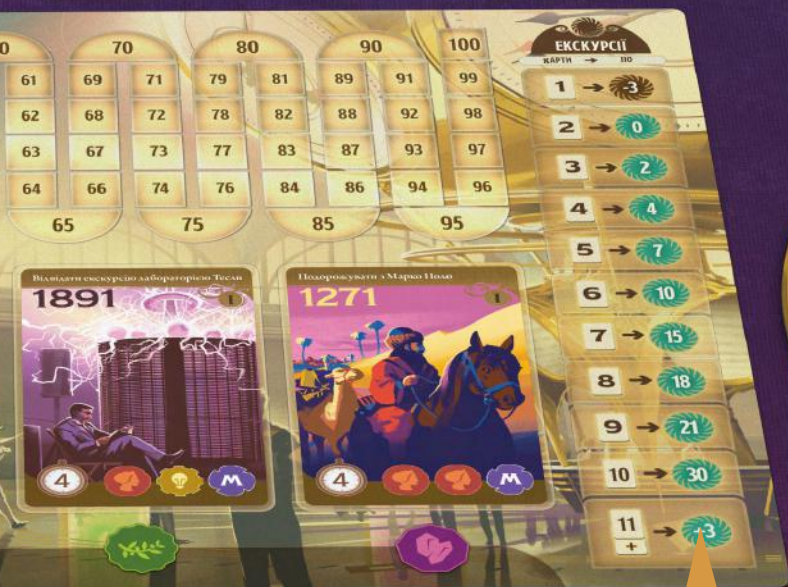 0 70 80 90 100
61 69 71 79 81 89 91 99
62 68 72 78 82 88 92 98
63 67 73 77 83 87 93 97
64 66 74 76 84 86 94 96
65 75 85 95
ЕКСКУРСІЇ
КАРТИ → ПО
1 → -3
2 → 0
3 → 2
4 → 4
5 → 7
6 → 10
7 → 15
8 → 18
9 → 21
10 → 30
11 + → +3
Відвідати екскурсію лабораторією Тесли
1891 I
4 М
Подорожувати з Марко Поло
1271 I
4 М